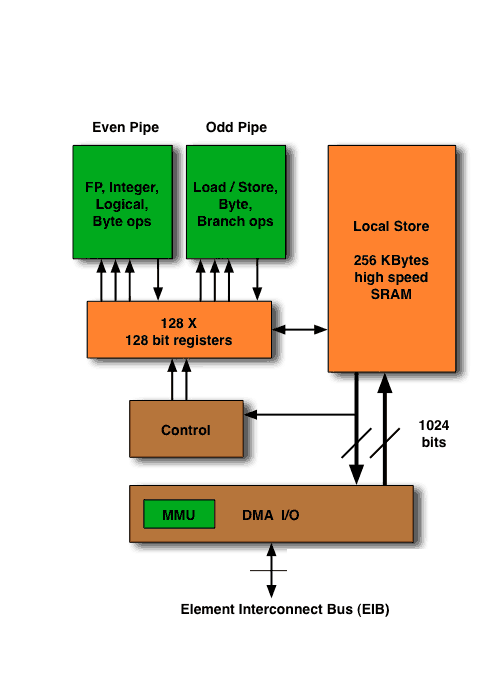 Even Pipe
Odd Pipe
FP, Integer,
Logical,
Byte ops
Load / Store,
Byte,
Branch ops
Local Store
256 KBytes
high speed
SRAM
128 X
128 bit registers
Control
1024
bits
MMU
DMA I/O
Element Interconnect Bus (EIB)